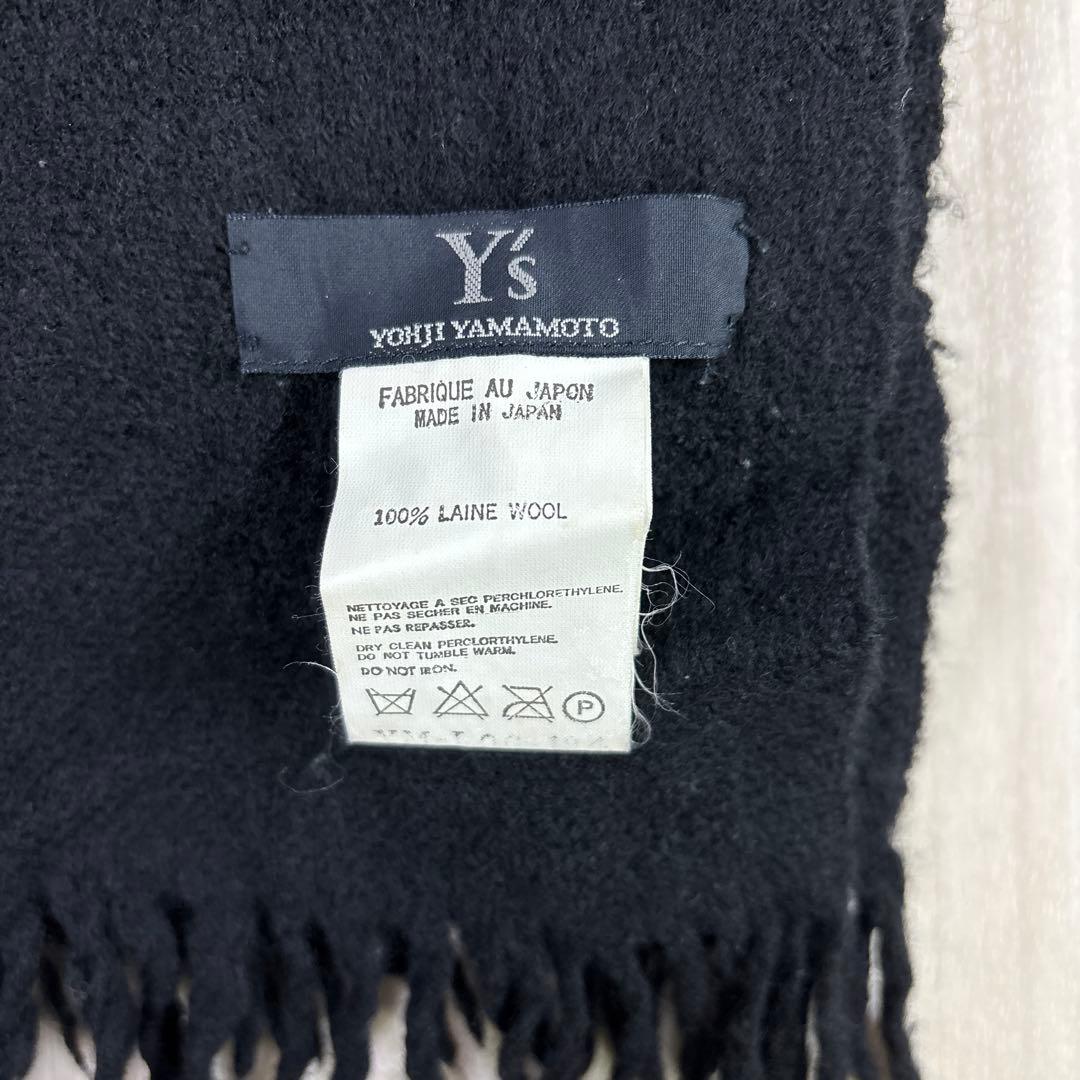 Y's
YOHJI YAMAMOTO
FABRIQUE AU JAPON
MADE IN JAPAN
100% LAINE WOOL
NETTOYAGE A SEC PERCHLORETHYLENE.
NE PAS SECHER EN MACHINE.
NE PAS REPASSER.
DRY CLEAN PERCLORTHYLENE.
DO NOT TUMBLE WARM.
DO NOT IRON.
P